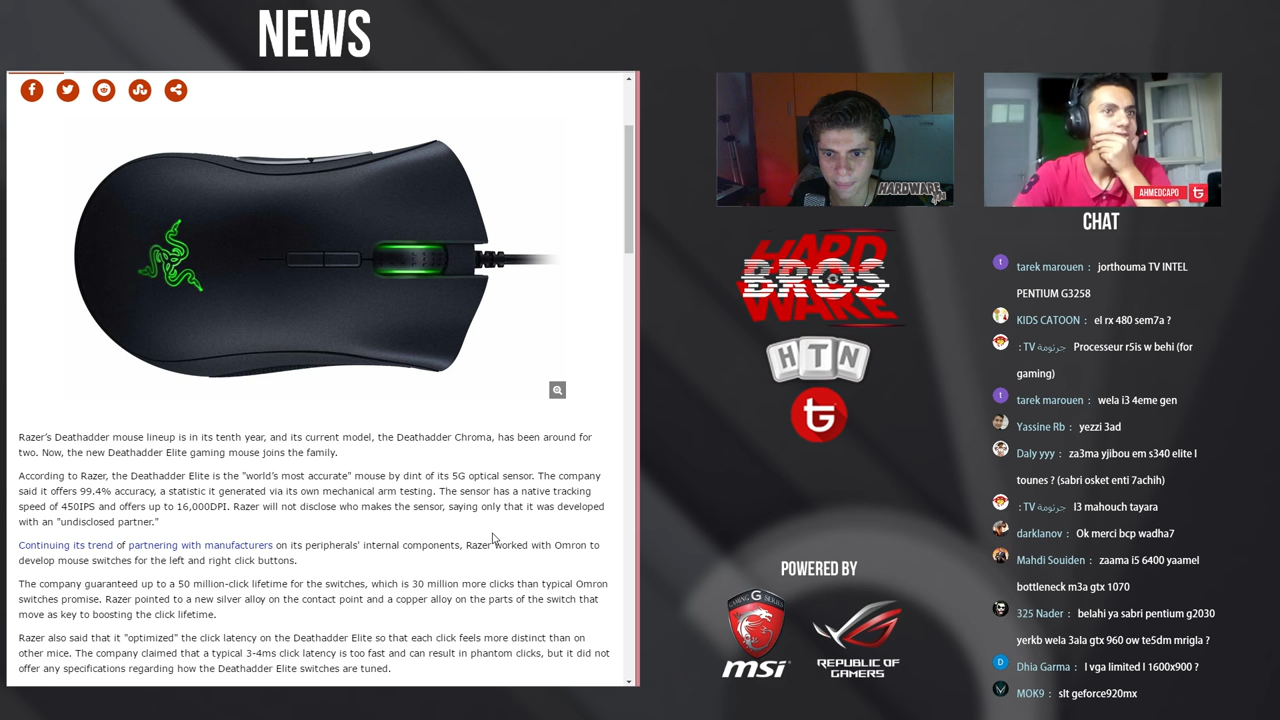 NEWS
Razer's Deathadder mouse lineup is in its tenth year, and its current model, the Deathadder Chroma, has been around for
two. Now, the new Deathadder Elite gaming mouse joins the family.
According to Razer, the Deathadder Elite is the "world's most accurate" mouse by dint of its 5G optical sensor. The company
said it offers 99.4% accuracy, a statistic it generated via its own mechanical arm testing. The sensor has a native tracking
speed of 450IPS and offers up to 16,000DPI. Razer will not disclose who makes the sensor, saying only that it was developed
with an "undisclosed partner."
Continuing its trend of partnering with manufacturers on its peripherals' internal components, Razer worked with Omron to
develop mouse switches for the left and right click buttons.
The company guaranteed up to a 50 million-click lifetime for the switches, which is 30 million more clicks than typical Omron
switches promise. Razer pointed to a new silver alloy on the contact point and a copper alloy on the parts of the switch that
move as key to boosting the click lifetime.
Razer also said that it "optimized" the click latency on the Deathadder Elite so that each click feels more distinct than on
other mice. The company claimed that a typical 3-4ms click latency is too fast and can result in phantom clicks, but it did not
offer any specifications regarding how the Deathadder Elite switches are tuned.
HARDWARE
AHMEDCAPO
tG
HARD
BROS
WARE
HTN
tG
POWERED BY
GAMING G SERIES
msi
REPUBLIC OF
GAMERS
CHAT
t
tarek marouen : jorthouma TV INTEL
PENTIUM G3258
KIDS CATOON : el rx 480 sem7a ?
جرثومة TV : Processeur r5is w behi (for
gaming)
t
tarek marouen : wela i3 4eme gen
Yassine Rb : yezzi 3ad
Daly yyy : za3ma yjibou em s340 elite l
tounes ? (sabri osket enti 7achih)
جرثومة TV : I3 mahouch tayara
darklanov : Ok merci bcp wadha7
Mahdi Souiden : zaama i5 6400 yaamel
bottleneck m3a gtx 1070
325 Nader : belahi ya sabri pentium g2030
yerkb wela 3ala gtx 960 ow te5dm mrigla ?
D
Dhia Garma : l vga limited l 1600x900 ?
MOK9 : slt geforce920mx